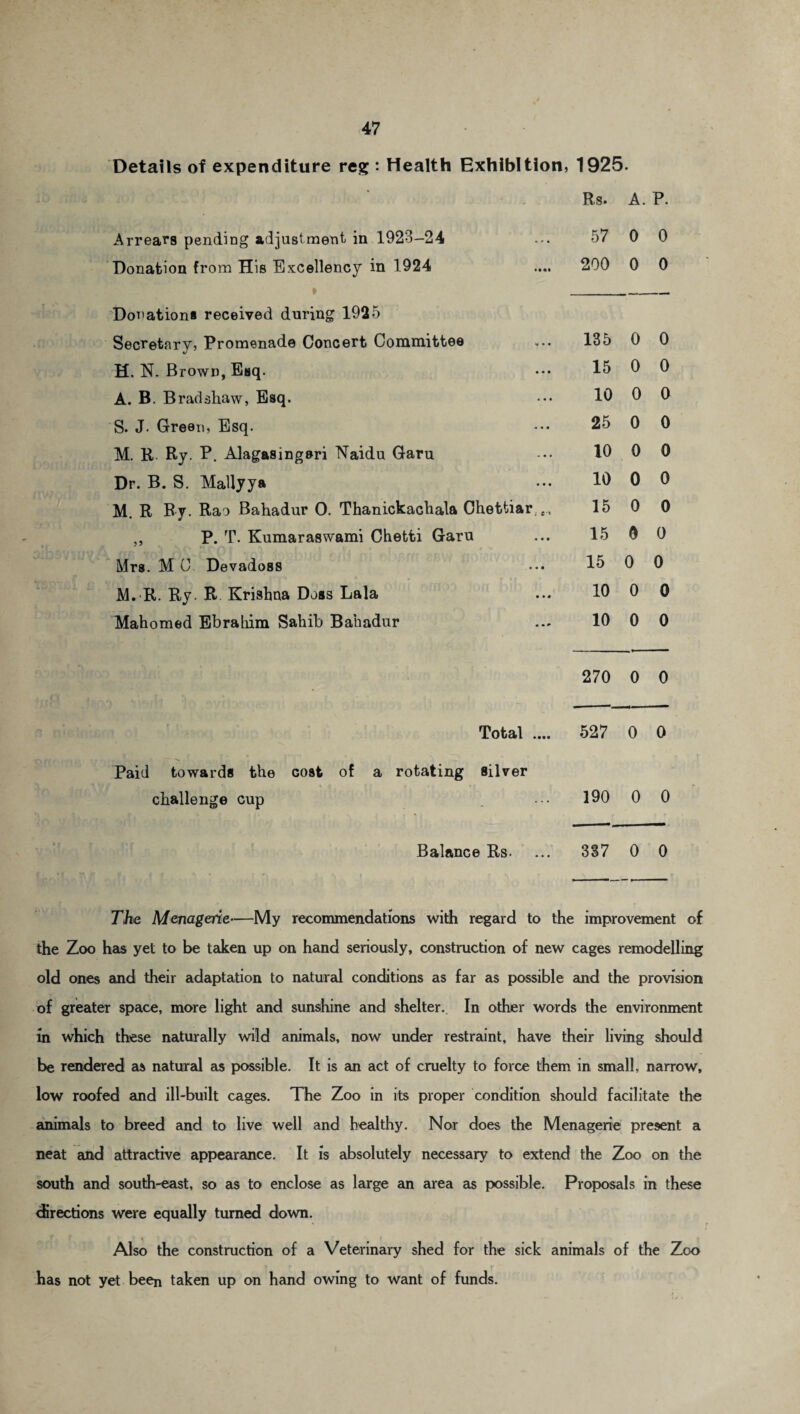 47
Details of expenditure reg : Health Exhibition, 1925.
Rs. A. P.
Arrears pending adjustment in 1923-24 ... 57 0 0
Donation from His Excellency in 1924 .... 200 0 0
Donations received during 1925
Secretary, Promenade Concert Committee ... 135 0 0
H. N. Brown, Esq. ... 15 0 0
A. B. Bradshaw, Esq. ... 10 0 0
S. J. Green, Esq. ... 25 0 0
M. R. Ry. P. Alagasingari Naidu Garu ... 10 0 0
Dr. B. S. Mallyya ... 10 0 0
M. R Ry. Rao Bahadur O. Thanickachala Chettiar ... 15 0 0
,, P. T. Kumaraswami Chetti Garu ... 15 0 0
Mrs. M C. Devadoss ... 15 0 0
M. R. Ry. R. Krishna Doss Lala ... 10 0 0
Mahomed Ebrahim Sahib Bahadur ... 10 0 0
270 0 0
Total .... 527 0 0
Paid towards the cost of a rotating silver
challenge cup ... 190 0 0
Balance Rs. ... 337 0 0
The Menagerie—My recommendations with regard to the improvement of
the Zoo has yet to be taken up on hand seriously, construction of new cages remodelling
old ones and their adaptation to natural conditions as far as possible and the provision
of greater space, more light and sunshine and shelter. In other words the environment
in which these naturally wild animals, now under restraint, have their living should
be rendered as natural as possible. It is an act of cruelty to force them in small, narrow,
low roofed and ill-built cages. The Zoo in its proper condition should facilitate the
animals to breed and to live well and healthy. Nor does the Menagerie present a
neat and attractive appearance. It is absolutely necessary to extend the Zoo on the
south and south-east, so as to enclose as large an area as possible. Proposals in these
directions were equally turned down.
Also the construction of a Veterinary shed for the sick animals of the Zoo
has not yet been taken up on hand owing to want of funds.